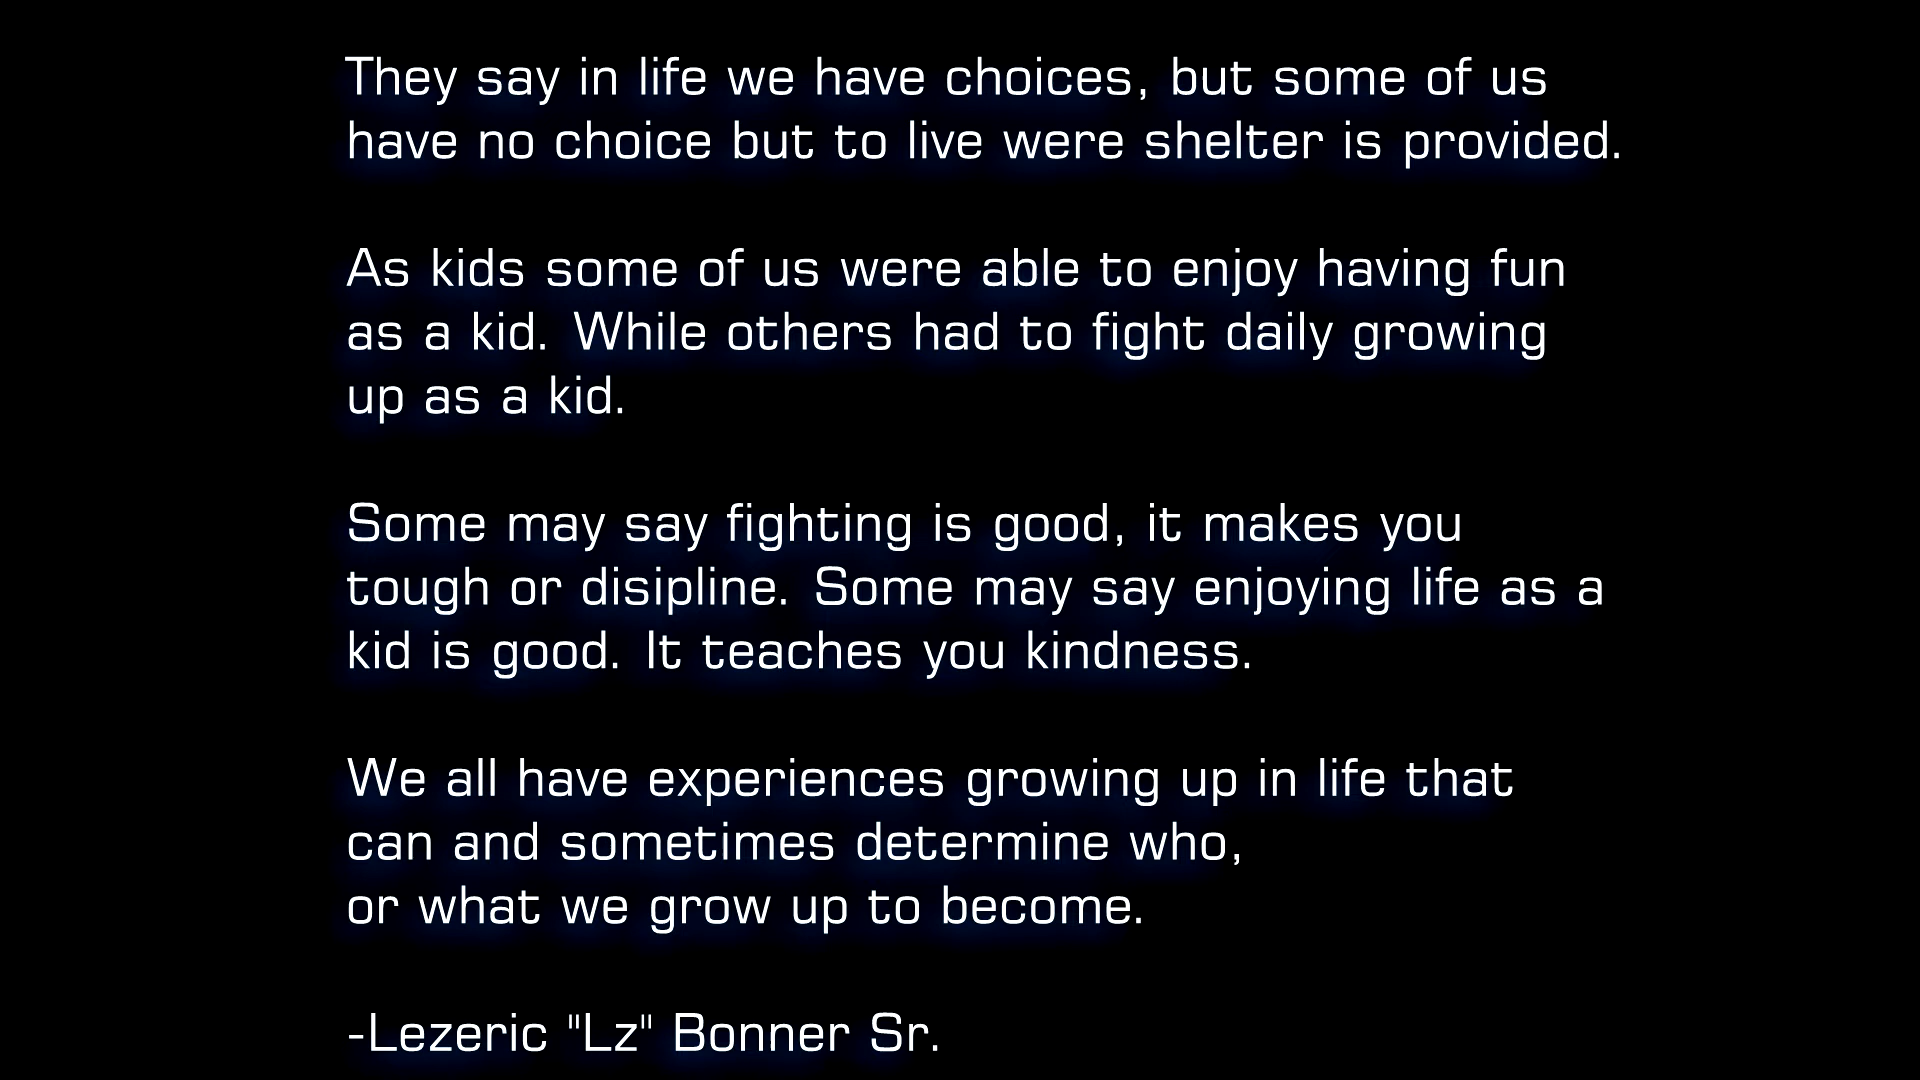 They say in life we have choices, but some of us
have no choice but to live were shelter is provided.
As kids some of us were able to enjoy having fun
as a kid. While others had to fight daily growing
up as a kid.
Some may say fighting is good, it makes you
tough or disipline. Some may say enjoying life as a
kid is good. It teaches you kindness.
We all have experiences growing up in life that
can and sometimes determine who,
or what we grow up to become.
-Lezeric "Lz" Bonner Sr.